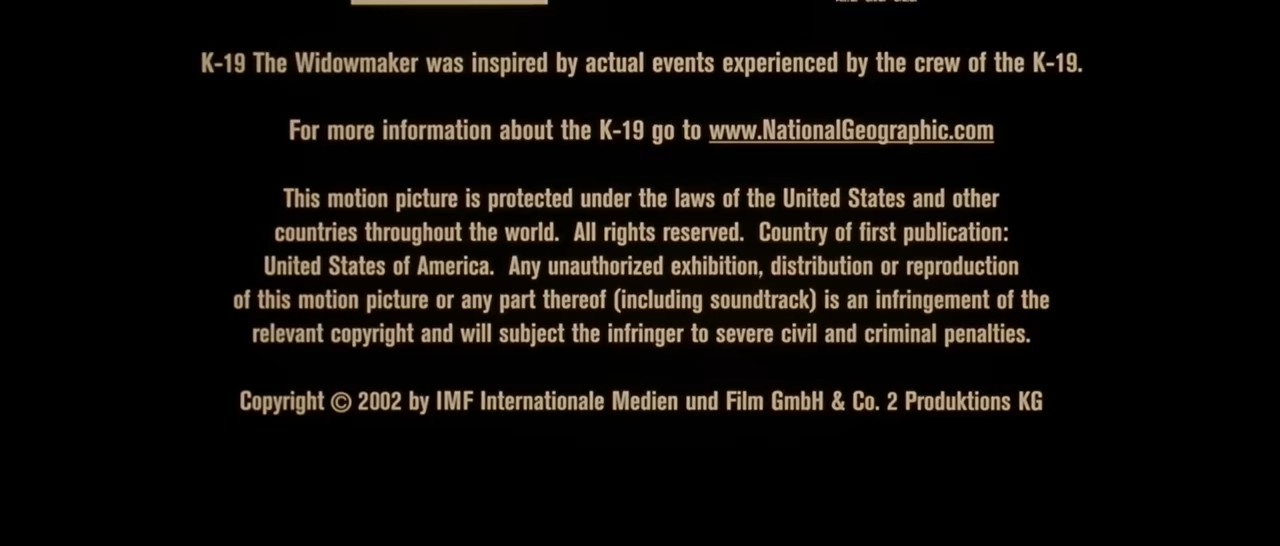 K-19 The Widowmaker was inspired by actual events experienced by the crew of the K-19.
For more information about the K-19 go to www.NationalGeographic.com
This motion picture is protected under the laws of the United States and other
countries throughout the world.  All rights reserved.  Country of first publication:
United States of America.  Any unauthorized exhibition, distribution or reproduction
of this motion picture or any part thereof (including soundtrack) is an infringement of the
relevant copyright and will subject the infringer to severe civil and criminal penalties.
Copyright © 2002 by IMF Internationale Medien und Film GmbH & Co. 2 Produktions KG